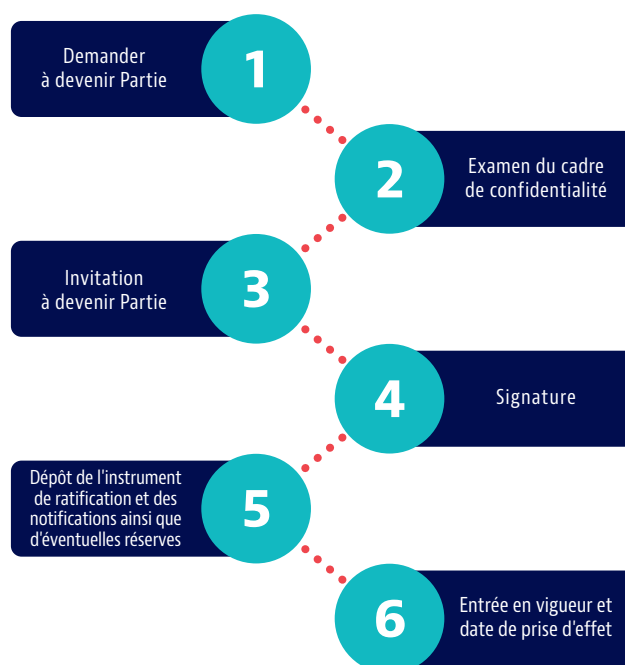 Demander
à devenir Partie
1
2
Examen du cadre
de confidentialité
Invitation
à devenir Partie
3
4
Signature
Dépôt de l'instrument
de ratification et des
notifications ainsi que
d'éventuelles réserves
5
6
Entrée en vigueur et
date de prise d'effet